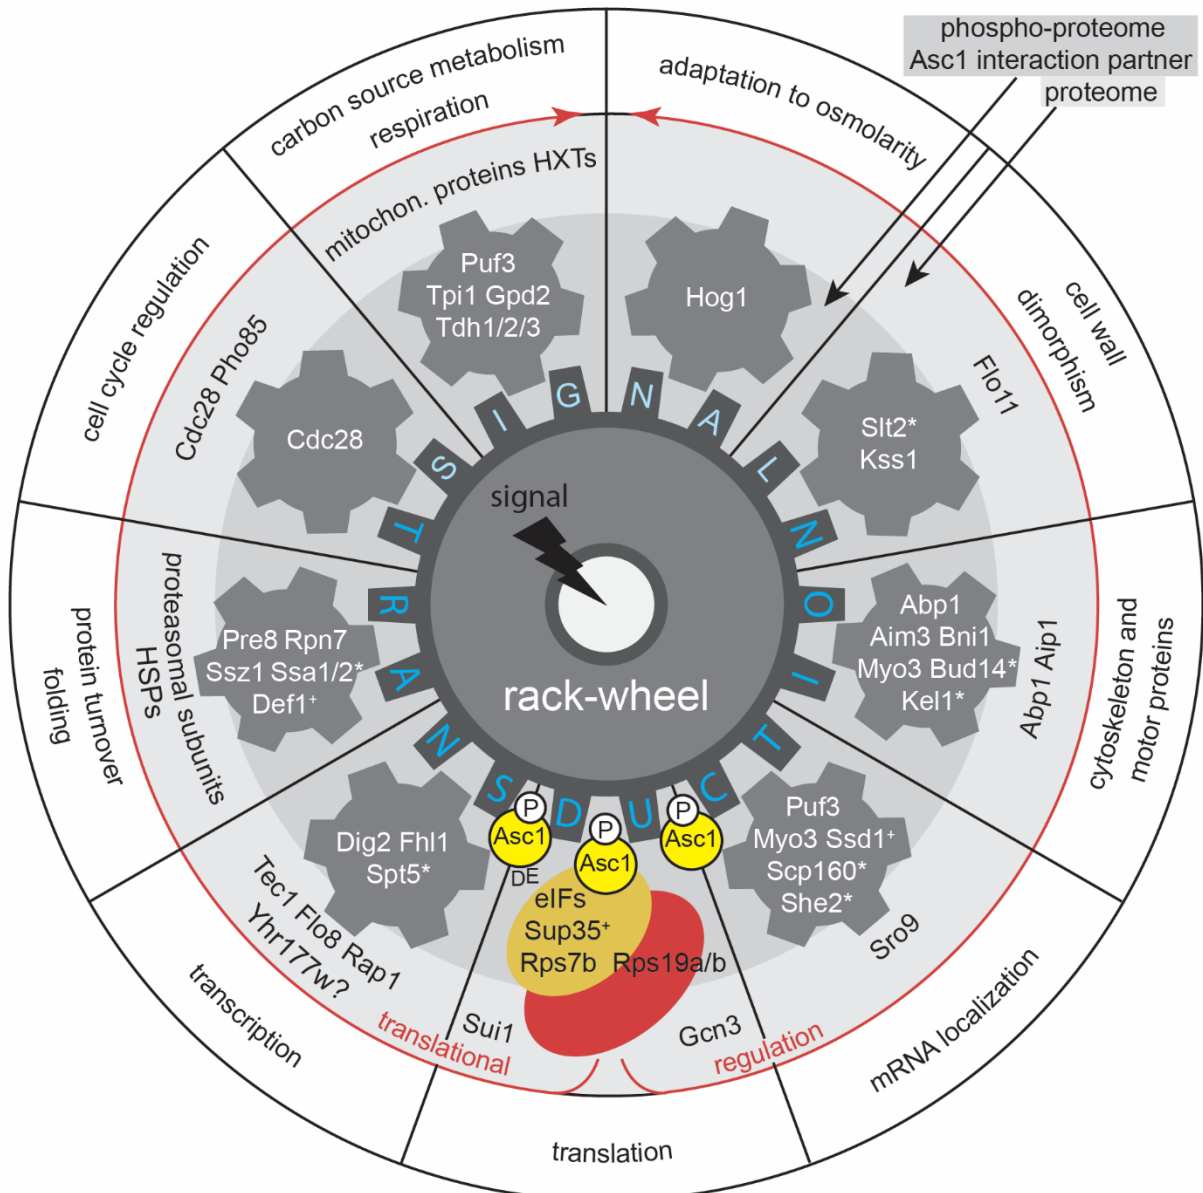 phospho-proteome
Asc1 interaction partner
proteome
carbon source metabolism
respiration
adaptation to osmolarity
cell wall
dimorphism
cytoskeleton and
motor proteins
mRNA localization
translation
transcription
protein turnover
folding
cell cycle regulation
mitochon. proteins HXTs
Puf3
Tpi1 Gpd2
Tdh1/2/3
Hog1
Flo11
Slt2*
Kss1
Abp1 Aip1
Abp1
Aim3 Bni1
Myo3 Bud14*
Kel1*
Sro9
Puf3
Myo3 Ssd1+
Scp160*
She2*
Gcn3
regulation
Sui1
translational
Asc1
P
Asc1
P
Asc1
P
DE
eIFs
Sup35+
Rps7b
Rps19a/b
Tec1 Flo8 Rap1
Yhr177w?
Dig2 Fhl1
Spt5*
proteasomal subunits
HSPs
Pre8 Rpn7
Ssz1 Ssa1/2*
Def1+
Cdc28 Pho85
Cdc28
SIGNAL
TRANSDUCTION
signal
rack-wheel